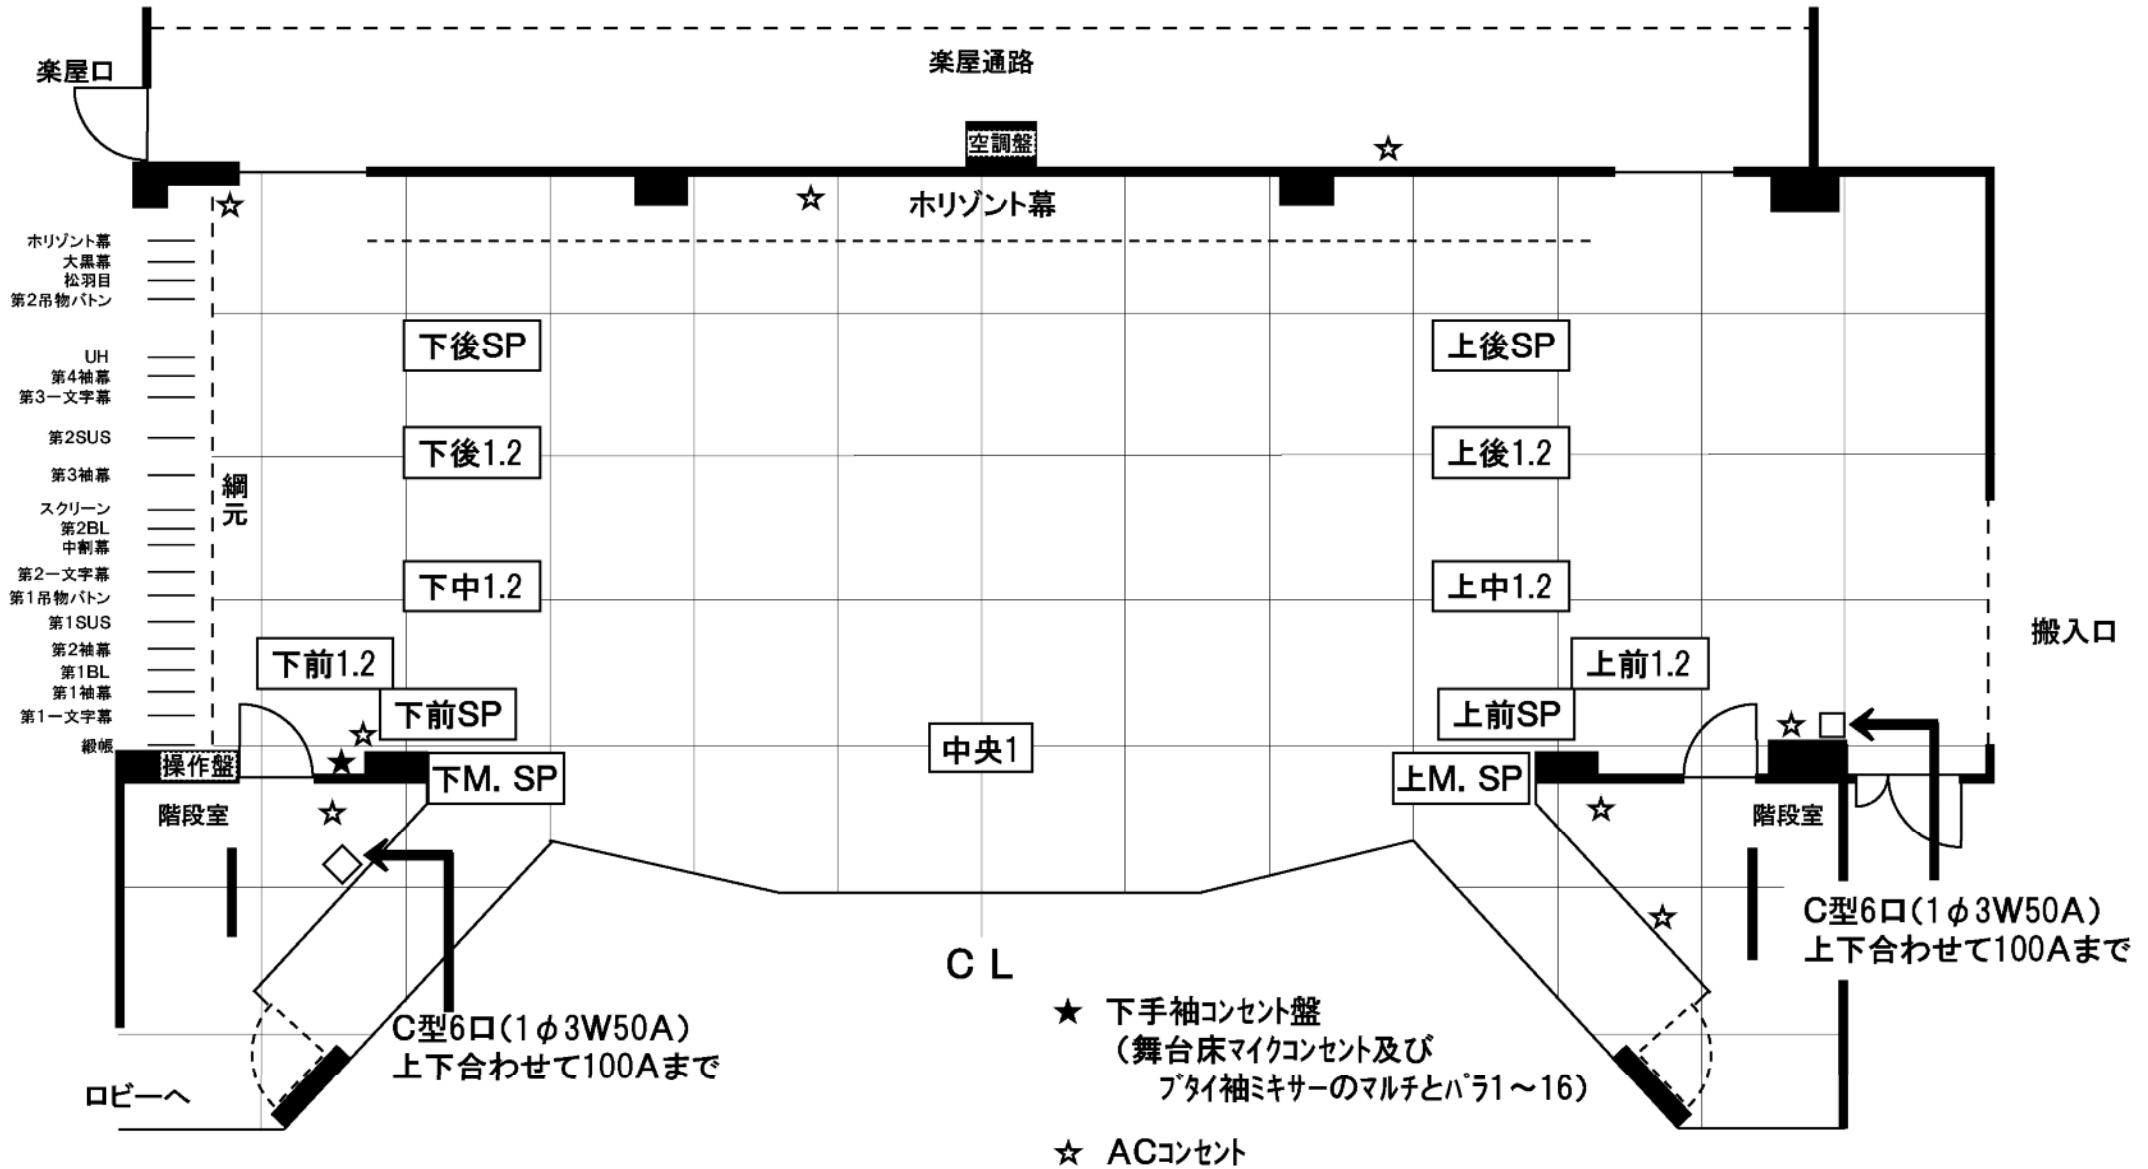 楽屋口
楽屋通路
空調盤
☆
☆
☆
ホリゾント幕
ホリゾント幕
大黒幕
松羽目
第2吊物バトン
UH
第4袖幕
第3一文字幕
第2SUS
第3袖幕
スクリーン
第2BL
中割幕
第2一文字幕
第1吊物バトン
第1SUS
第2袖幕
第1BL
第1袖幕
第1一文字幕
緞帳
綱元
下後SP
上後SP
下後1.2
上後1.2
下中1.2
上中1.2
搬入口
下前1.2
上前1.2
下前SP
上前SP
☆
☆
中央1
★
操作盤
下M. SP
上M. SP
☆
☆
階段室
階段室
☆
C型6口(1φ3W50A)
上下合わせて100Aまで
CL
C型6口(1φ3W50A)
上下合わせて100Aまで
ロビーへ
★ 下手袖コンセント盤
(舞台床マイクコンセント及び
ブタイ袖ミキサーのマルチとパラ1～16)
☆ ACコンセント